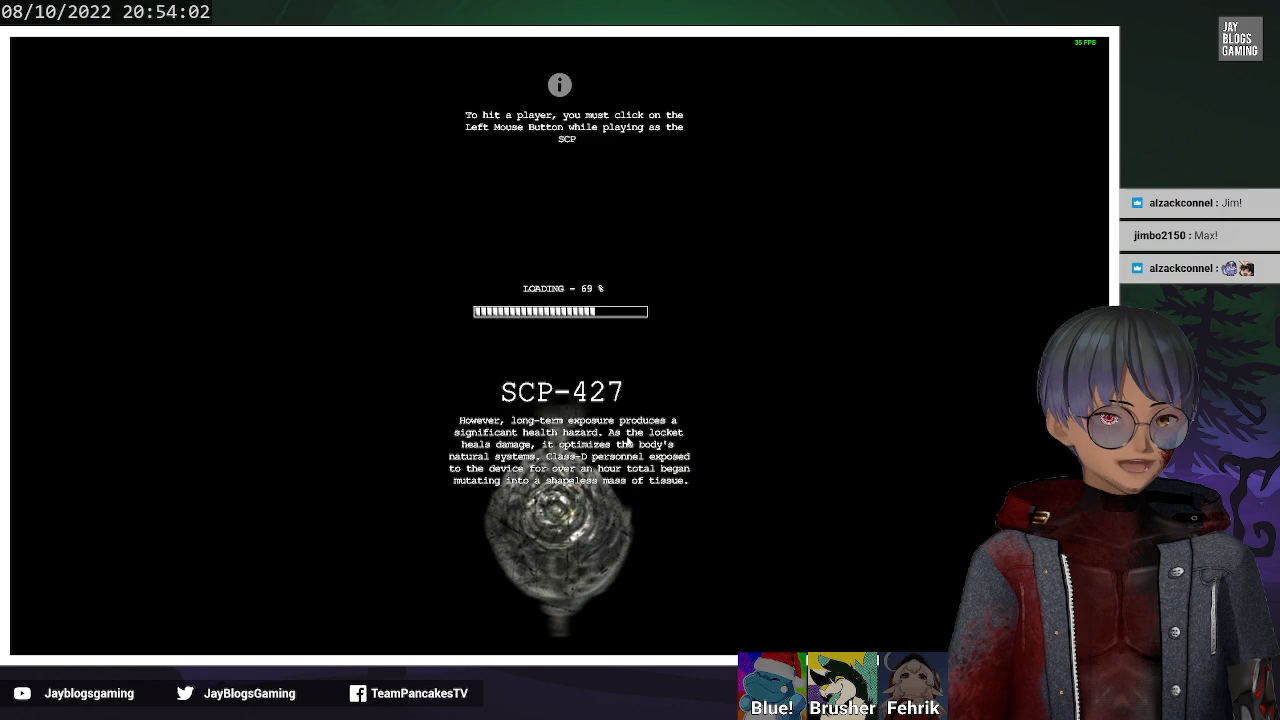 08/10/2022 20:54:02
35 FPS
JAY
BLOGS
GAMING
i
To hit a player, you must click on the
Left Mouse Button while playing as the
SCP
alzackconnel : Jim!
jimbo2150 : Max!
alzackconnel :
LOADING - 69 %
SCP-427
However, long-term exposure produces a
significant health hazard. As the locket
heals damage, it optimizes the body's
natural systems. Class-D personnel exposed
to the device for over an hour total began
mutating into a shapeless mass of tissue.
Jayblogsgaming
JayBlogsGaming
TeamPancakesTV
Blue!
Brusher
Fehrik